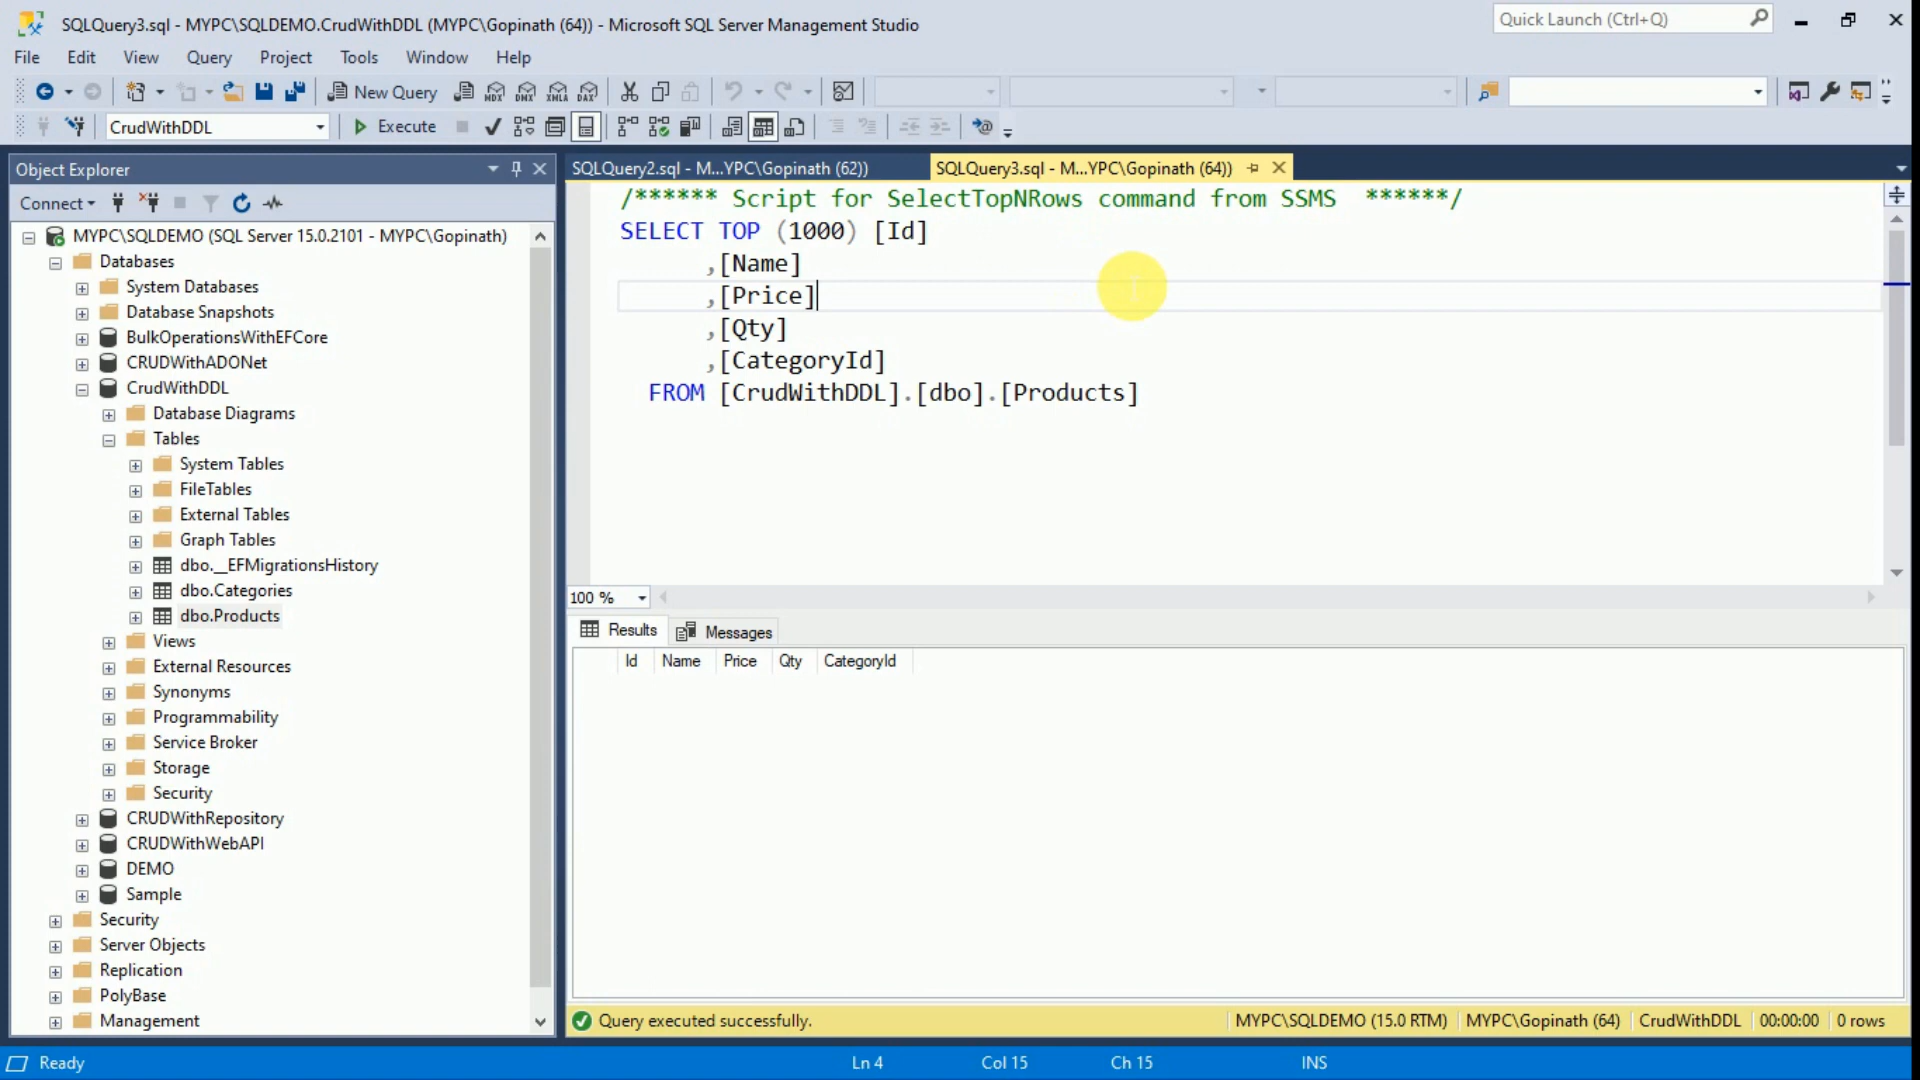 SQLQuery3.sql - MYPC\SQLDEMO.CrudWithDDL (MYPC\Gopinath (64)) - Microsoft SQL Server Management Studio
Quick Launch (Ctrl+Q)
File Edit View Query Project Tools Window Help
New Query MDX DMX XMLA DAX
CrudWithDDL Execute
Object Explorer
Connect
MYPC\SQLDEMO (SQL Server 15.0.2101 - MYPC\Gopinath)
Databases
System Databases
Database Snapshots
BulkOperationsWithEFCore
CRUDWithADONet
CrudWithDDL
Database Diagrams
Tables
System Tables
FileTables
External Tables
Graph Tables
dbo.__EFMigrationsHistory
dbo.Categories
dbo.Products
Views
External Resources
Synonyms
Programmability
Service Broker
Storage
Security
CRUDWithRepository
CRUDWithWebAPI
DEMO
Sample
Security
Server Objects
Replication
PolyBase
Management
SQLQuery2.sql - M...YPC\Gopinath (62)) SQLQuery3.sql - M...YPC\Gopinath (64))
/****** Script for SelectTopNRows command from SSMS ******/
SELECT TOP (1000) [Id]
,[Name]
,[Price]
,[Qty]
,[CategoryId]
FROM [CrudWithDDL].[dbo].[Products]
100 %
Results Messages
Id Name Price Qty CategoryId
Query executed successfully. MYPC\SQLDEMO (15.0 RTM) MYPC\Gopinath (64) CrudWithDDL 00:00:00 0 rows
Ready Ln 4 Col 15 Ch 15 INS